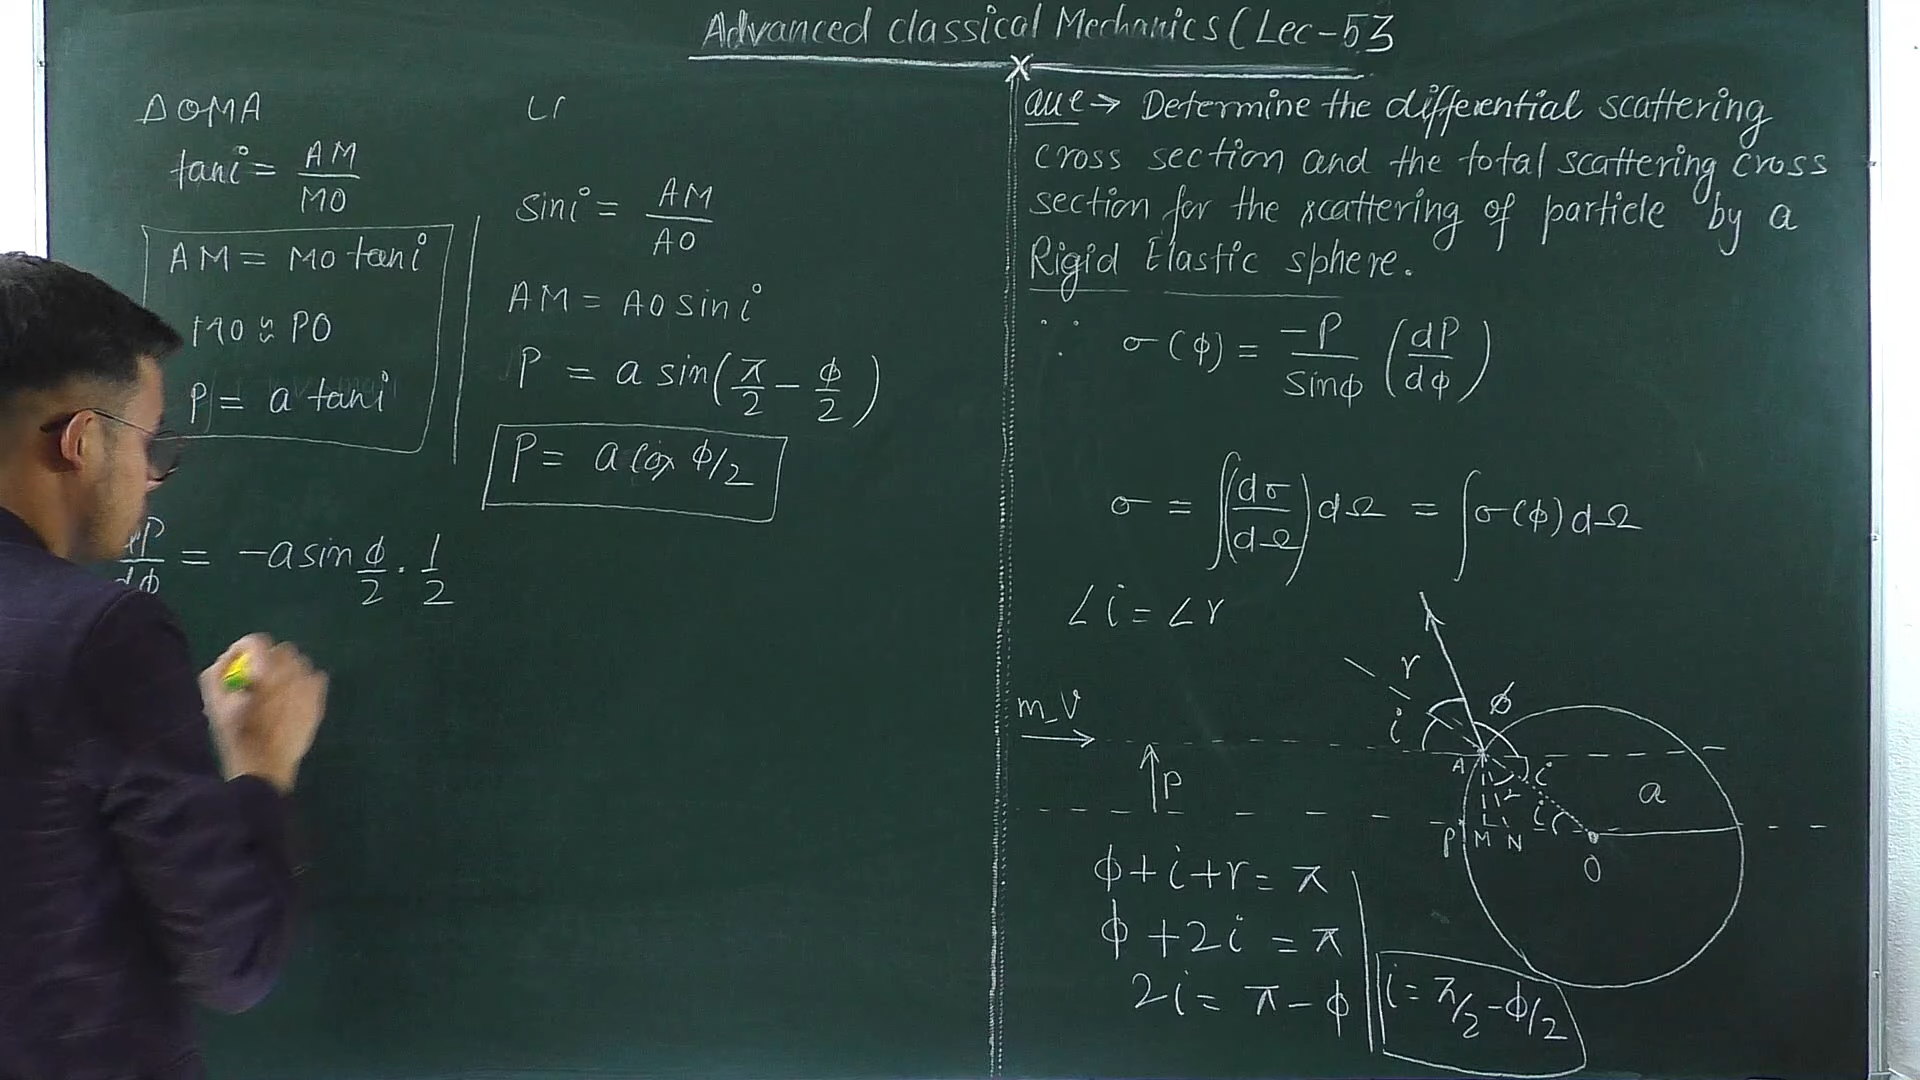 Advanced classical Mechanics (Lec-53
ΔOMA
tan i = AM/MO
AM = MO tan i
MO ≈ PO
P = a tan i
sin i = AM/AO
AM = AO sin i
P = a sin(π/2 - ϕ/2)
P = a cos ϕ/2
dP/dϕ = -a sin ϕ/2 . 1/2
que → Determine the differential scattering
cross section and the total scattering cross
section for the scattering of particle by a
Rigid Elastic sphere.
∵ σ(ϕ) = -P/sinϕ (dP/dϕ)
σ = ∫(dσ/dΩ) dΩ = ∫σ(ϕ) dΩ
∠i = ∠r
r
ϕ
m_V
i
A
i
P
a
i
P M N
O
ϕ + i + r = π
ϕ + 2i = π
2i = π - ϕ
i = π/2 - ϕ/2